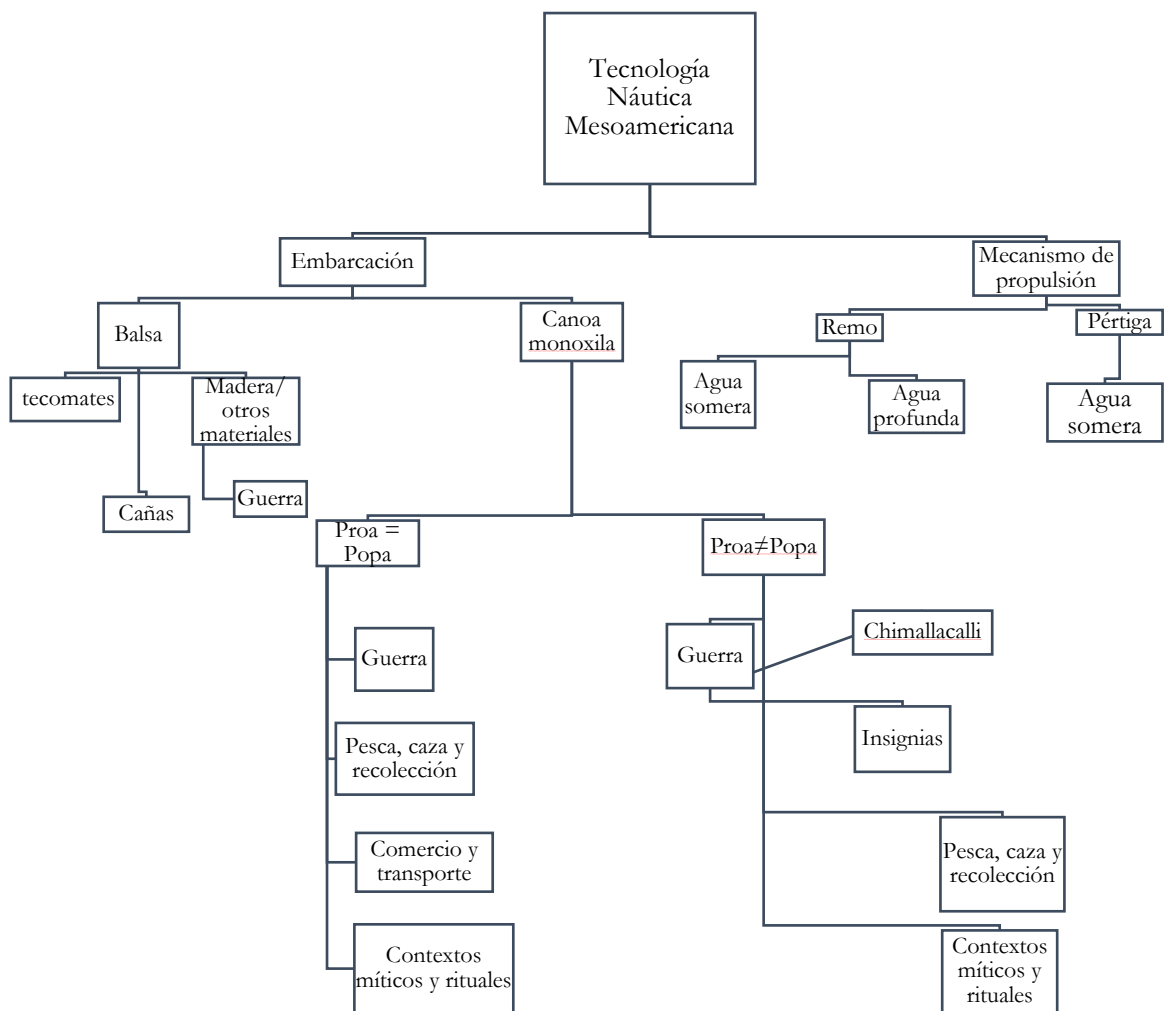 Tecnología
Náutica
Mesoamericana
Embarcación
Mecanismo de
propulsión
Balsa
Canoa
monoxila
Remo
Pértiga
tecomates
Madera/
otros
materiales
Agua
somera
Agua
profunda
Agua
somera
Cañas
Guerra
Proa =
Popa
Proa≠Popa
Guerra
Guerra
Chimallacalli
Insignias
Pesca, caza y
recolección
Comercio y
transporte
Pesca, caza y
recolección
Contextos
míticos y rituales
Contextos
míticos y
rituales